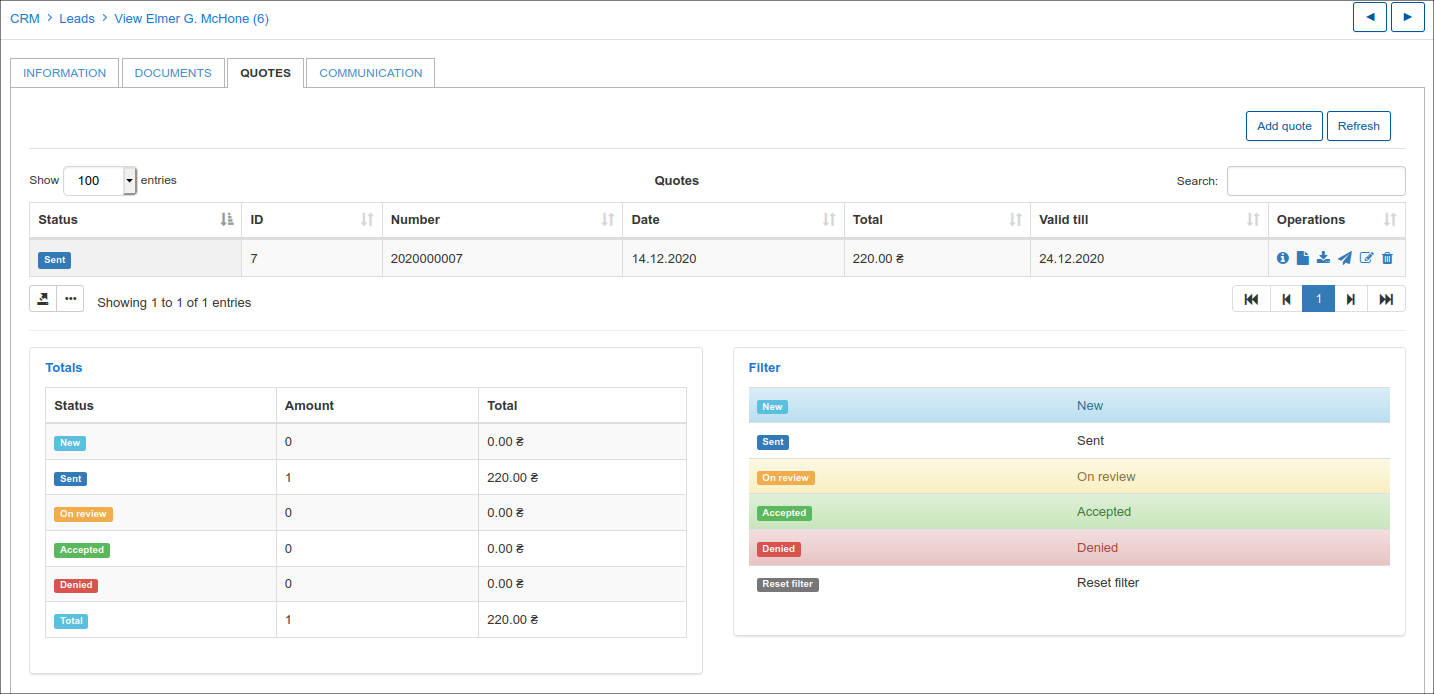 CRM > Leads > View Elmer G. McHone (6)
INFORMATION DOCUMENTS QUOTES COMMUNICATION
Add quote Refresh
Show 100 entries Quotes Search:
Status ID Number Date Total Valid till Operations
Sent 7 2020000007 14.12.2020 220.00 ₴ 24.12.2020
Showing 1 to 1 of 1 entries 1
Totals
Status Amount Total
New 0 0.00 ₴
Sent 1 220.00 ₴
On review 0 0.00 ₴
Accepted 0 0.00 ₴
Denied 0 0.00 ₴
Total 1 220.00 ₴
Filter
New New
Sent Sent
On review On review
Accepted Accepted
Denied Denied
Reset filter Reset filter